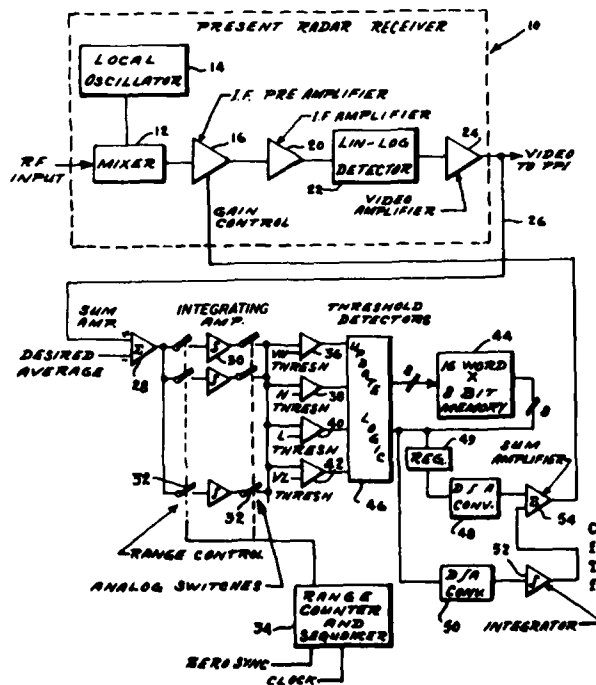 PRESENT RADAR RECEIVER
10
LOCAL
OSCILLATOR
14
I.F. PRE AMPLIFIER
I.F AMPLIFIER
12
16
20
LIN-LOG
DETECTOR
22
24
RF
INPUT
MIXER
VIDEO
TO PPI
GAIN
CONTROL
VIDEO
AMPLIFIER
26
SUM
AMP.
INTEGRATING
AMP.
THRESHOLD
DETECTORS
DESIRED
AVERAGE
Σ
28
30
VH
THRESH
36
H
THRESH
38
L
THRESH
40
VL
THRESH
42
UPDATE
LOGIC
46
8
44
16 WORD
X
8 BIT
MEMORY
8
49
REG.
SUM
AMPLIFIER
D/A
CONV.
48
54
32
32
RANGE CONTROL
ANALOG SWITCHES
34
RANGE
COUNTER
AND
SEQUENCER
D/A
CONV.
50
52
INTEGRATOR
ZERO SYNC
CLOCK